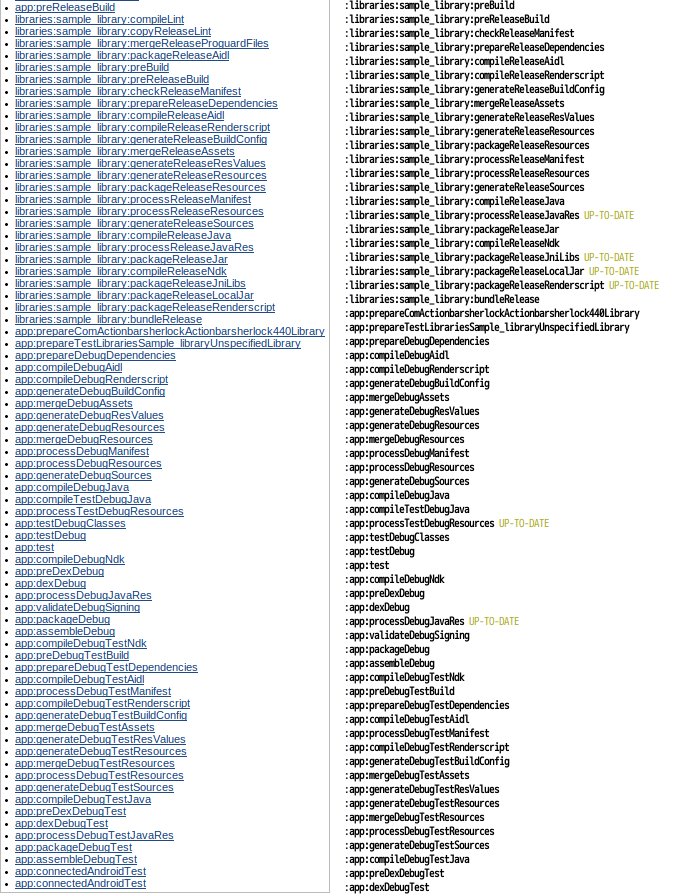 app:preReleaseBuild
libraries:sample_library:compileLint
libraries:sample_library:copyReleaseLint
libraries:sample_library:mergeReleaseProguardFiles
libraries:sample_library:packageReleaseAidl
libraries:sample_library:preBuild
libraries:sample_library:preReleaseBuild
libraries:sample_library:checkReleaseManifest
libraries:sample_library:prepareReleaseDependencies
libraries:sample_library:compileReleaseAidl
libraries:sample_library:compileReleaseRenderscript
libraries:sample_library:generateReleaseBuildConfig
libraries:sample_library:mergeReleaseAssets
libraries:sample_library:generateReleaseResValues
libraries:sample_library:generateReleaseResources
libraries:sample_library:packageReleaseResources
libraries:sample_library:processReleaseManifest
libraries:sample_library:processReleaseResources
libraries:sample_library:generateReleaseSources
libraries:sample_library:compileReleaseJava
libraries:sample_library:processReleaseJavaRes
libraries:sample_library:packageReleaseJar
libraries:sample_library:compileReleaseNdk
libraries:sample_library:packageReleaseJniLibs
libraries:sample_library:packageReleaseLocalJar
libraries:sample_library:packageReleaseRenderscript
libraries:sample_library:bundleRelease
app:prepareComActionbarsherlockActionbarsherlock440Library
app:prepareTestLibrariesSample_libraryUnspecifiedLibrary
app:prepareDebugDependencies
app:compileDebugAidl
app:compileDebugRenderscript
app:generateDebugBuildConfig
app:mergeDebugAssets
app:generateDebugResValues
app:generateDebugResources
app:mergeDebugResources
app:processDebugManifest
app:processDebugResources
app:generateDebugSources
app:compileDebugJava
app:compileTestDebugJava
app:processTestDebugResources
app:testDebugClasses
app:testDebug
app:test
app:compileDebugNdk
app:preDexDebug
app:dexDebug
app:processDebugJavaRes
app:validateDebugSigning
app:packageDebug
app:assembleDebug
app:compileDebugTestNdk
app:preDebugTestBuild
app:prepareDebugTestDependencies
app:compileDebugTestAidl
app:processDebugTestManifest
app:compileDebugTestRenderscript
app:generateDebugTestBuildConfig
app:mergeDebugTestAssets
app:generateDebugTestResValues
app:generateDebugTestResources
app:mergeDebugTestResources
app:processDebugTestResources
app:generateDebugTestSources
app:compileDebugTestJava
app:preDexDebugTest
app:dexDebugTest
app:processDebugTestJavaRes
app:packageDebugTest
app:assembleDebugTest
app:connectedAndroidTest
app:connectedAndroidTest
:libraries:sample_library:preBuild
:libraries:sample_library:preReleaseBuild
:libraries:sample_library:checkReleaseManifest
:libraries:sample_library:prepareReleaseDependencies
:libraries:sample_library:compileReleaseAidl
:libraries:sample_library:compileReleaseRenderscript
:libraries:sample_library:generateReleaseBuildConfig
:libraries:sample_library:mergeReleaseAssets
:libraries:sample_library:generateReleaseResValues
:libraries:sample_library:generateReleaseResources
:libraries:sample_library:packageReleaseResources
:libraries:sample_library:processReleaseManifest
:libraries:sample_library:processReleaseResources
:libraries:sample_library:generateReleaseSources
:libraries:sample_library:compileReleaseJava
:libraries:sample_library:processReleaseJavaRes UP-TO-DATE
:libraries:sample_library:packageReleaseJar
:libraries:sample_library:compileReleaseNdk
:libraries:sample_library:packageReleaseJniLibs UP-TO-DATE
:libraries:sample_library:packageReleaseLocalJar UP-TO-DATE
:libraries:sample_library:packageReleaseRenderscript UP-TO-DATE
:libraries:sample_library:bundleRelease
:app:prepareComActionbarsherlockActionbarsherlock440Library
:app:prepareTestLibrariesSample_libraryUnspecifiedLibrary
:app:prepareDebugDependencies
:app:compileDebugAidl
:app:compileDebugRenderscript
:app:generateDebugBuildConfig
:app:mergeDebugAssets
:app:generateDebugResValues
:app:generateDebugResources
:app:mergeDebugResources
:app:processDebugManifest
:app:processDebugResources
:app:generateDebugSources
:app:compileDebugJava
:app:compileTestDebugJava
:app:processTestDebugResources UP-TO-DATE
:app:testDebugClasses
:app:testDebug
:app:test
:app:compileDebugNdk
:app:preDexDebug
:app:dexDebug
:app:processDebugJavaRes UP-TO-DATE
:app:validateDebugSigning
:app:packageDebug
:app:assembleDebug
:app:compileDebugTestNdk
:app:preDebugTestBuild
:app:prepareDebugTestDependencies
:app:compileDebugTestAidl
:app:processDebugTestManifest
:app:compileDebugTestRenderscript
:app:generateDebugTestBuildConfig
:app:mergeDebugTestAssets
:app:generateDebugTestResValues
:app:generateDebugTestResources
:app:mergeDebugTestResources
:app:processDebugTestResources
:app:generateDebugTestSources
:app:compileDebugTestJava
:app:preDexDebugTest
:app:dexDebugTest